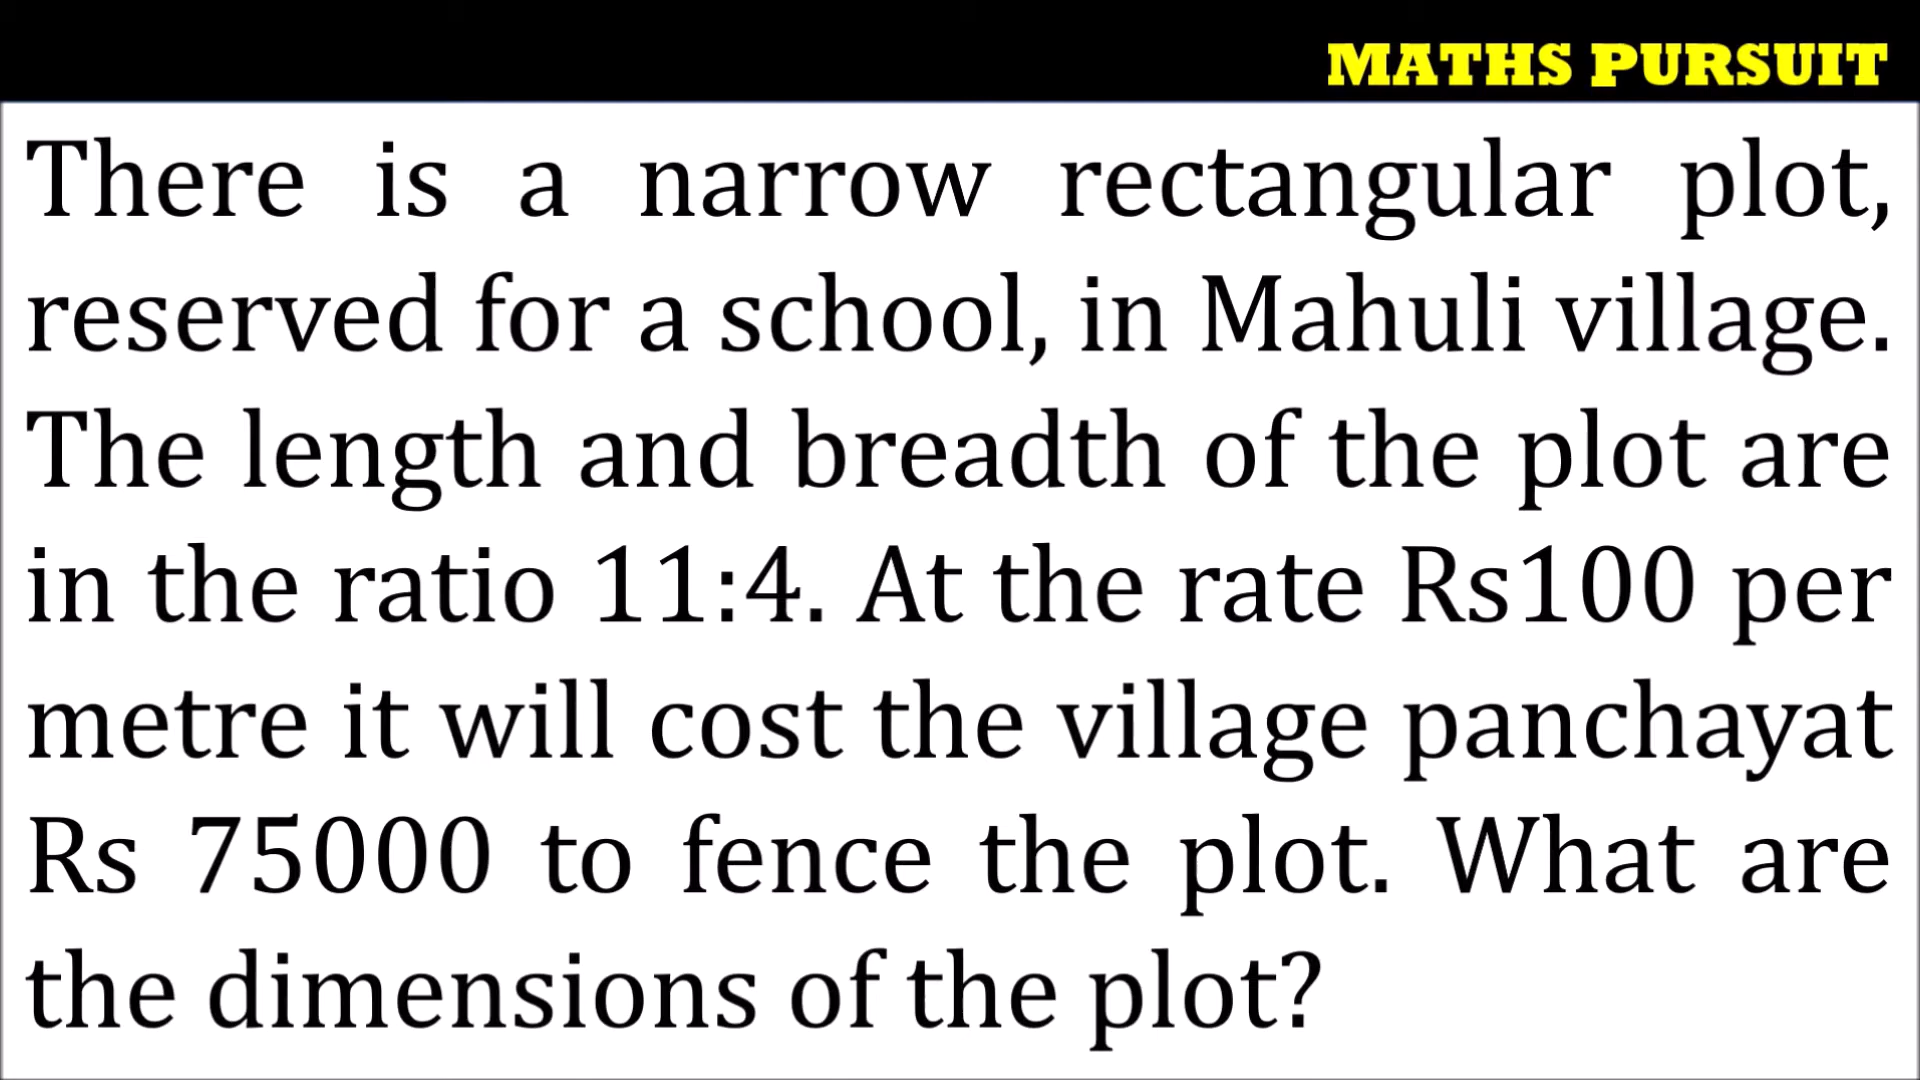 MATHS PURSUIT
There is a narrow rectangular plot,
reserved for a school, in Mahuli village.
The length and breadth of the plot are
in the ratio 11:4. At the rate Rs100 per
metre it will cost the village panchayat
Rs 75000 to fence the plot. What are
the dimensions of the plot?